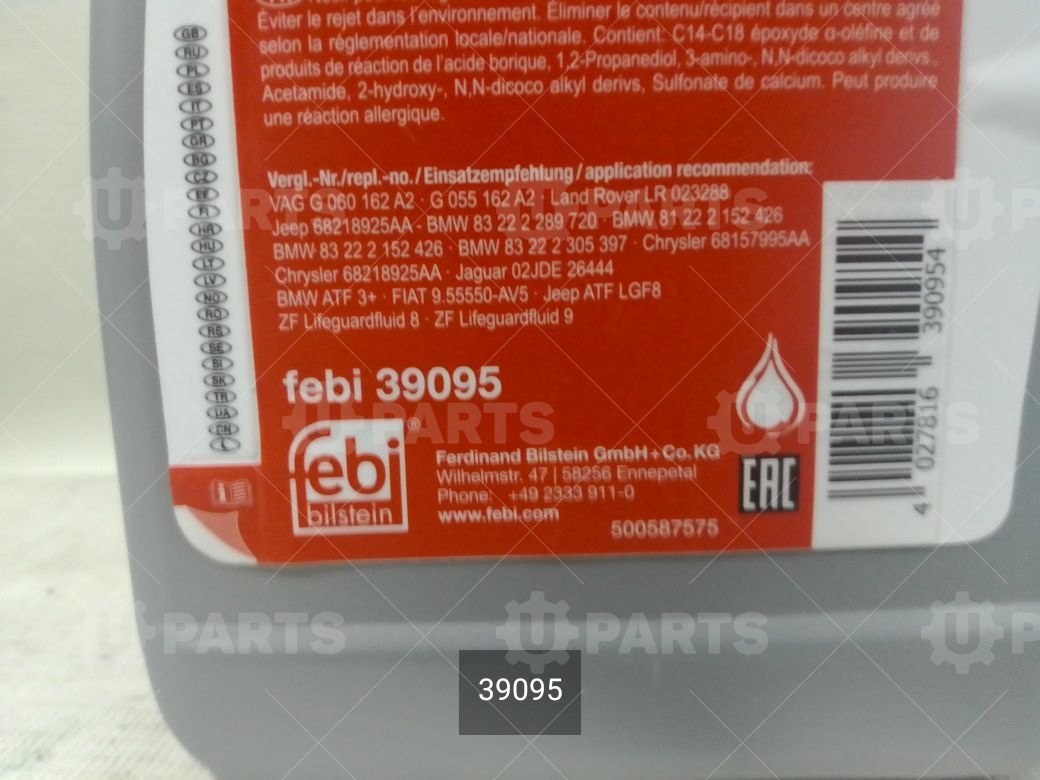 Éviter le rejet dans l'environnement. Éliminer le contenu/récipient dans un centre agréé
selon la réglementation locale/nationale. Contient: C14-C18 époxyde α-oléfine et de
produits de réaction de l'acide borique, 1,2-Propanediol, 3-amino-, N,N-dicoco alkyl derivs.,
Acetamide, 2-hydroxy-, N,N-dicoco alkyl derivs, Sulfonate de calcium. Peut produire
une réaction allergique.
GB
RU
PL
ES
IT
PT
GR
BG
CZ
EE
FI
HR
HU
LT
LV
NO
RO
RS
SE
SI
SK
TR
UA
CN
Vergl.-Nr./repl.-no./Einsatzempfehlung/application recommendation:
VAG G 060 162 A2 · G 055 162 A2 · Land Rover LR 023288
Jeep 68218925AA - BMW 83 22 2 289 720 · BMW 81 22 2 152 426
BMW 83 22 2 152 426 · BMW 83 22 2 305 397 · Chrysler 68157995AA
Chrysler 68218925AA · Jaguar 02JDE 26444
BMW ATF 3+ · FIAT 9.55550-AV5 · Jeep ATF LGF8
ZF Lifeguardfluid 8 · ZF Lifeguardfluid 9
febi 39095
febi®
bilstein
Ferdinand Bilstein GmbH+Co. KG
Wilhelmstr. 47 | 58256 Ennepetal
Phone: +49 2333 911-0
www.febi.com
500587575
EAC
4 027816 390954
UPARTS
39095